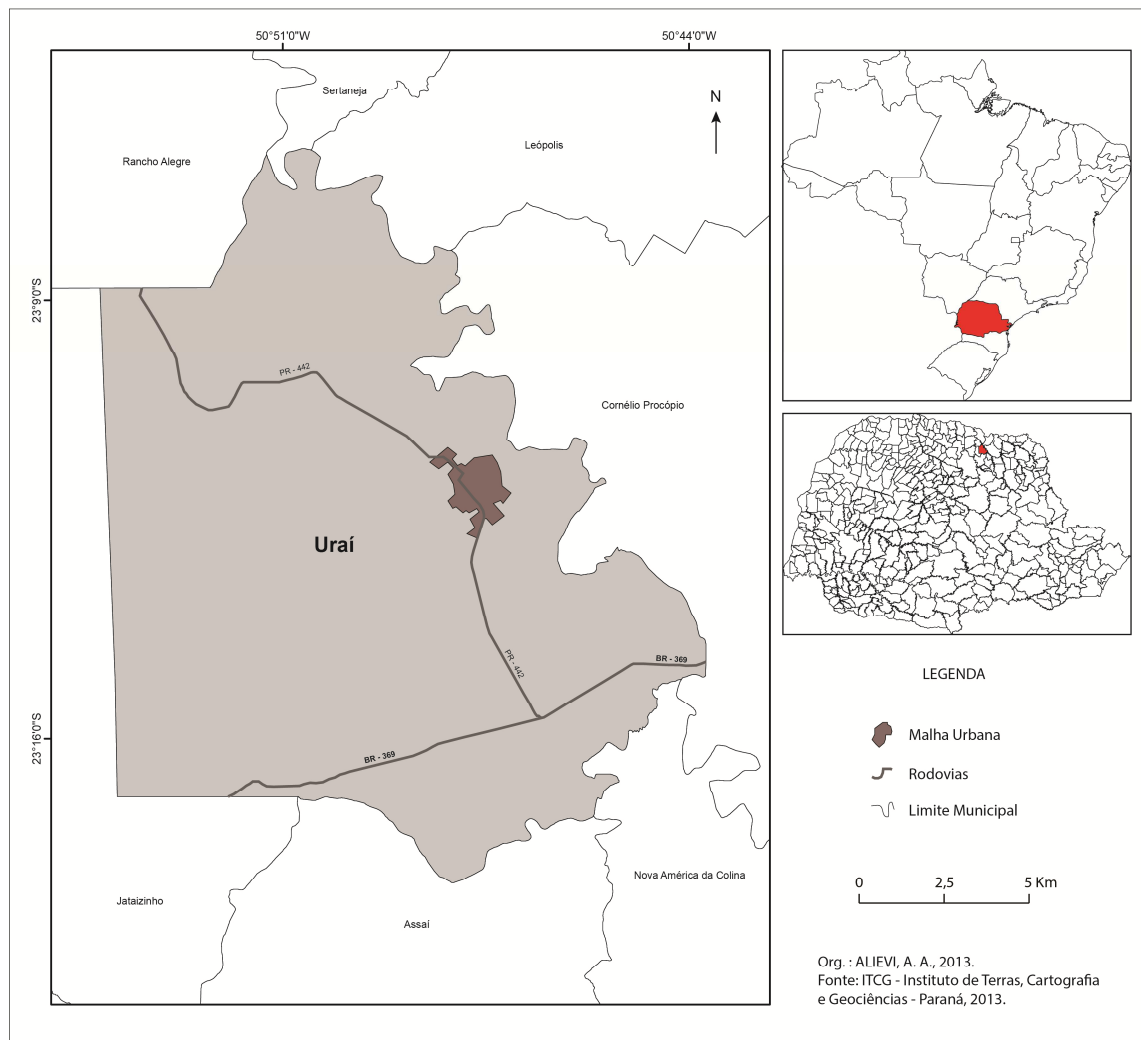 50°51'0"W
50°44'0"W
Sertaneja
N
Rancho Alegre
Leópolis
23°9'0"S
PR - 442
Cornélio Procópio
Uraí
PR - 442
BR - 369
23°16'0"S
BR - 369
Nova América da Colina
Jataizinho
Assaí
LEGENDA
Malha Urbana
Rodovias
Limite Municipal
0 2,5 5 Km
Org. : ALIEVI, A. A., 2013.
Fonte: ITCG - Instituto de Terras, Cartografia
e Geociências - Paraná, 2013.